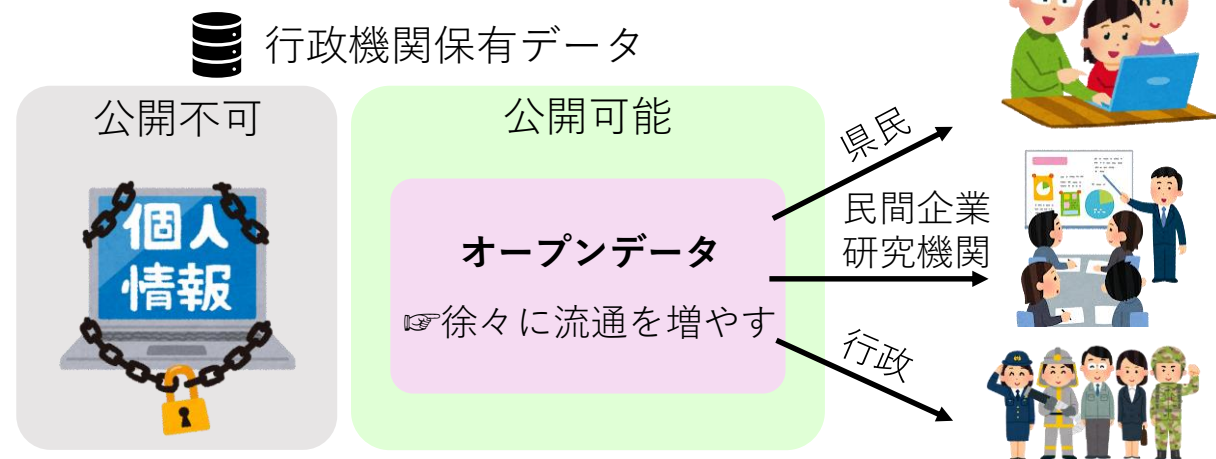 行政機関保有データ
公開不可
個人
情報
公開可能
オープンデータ
☞徐々に流通を増やす
県民
民間企業
研究機関
行政